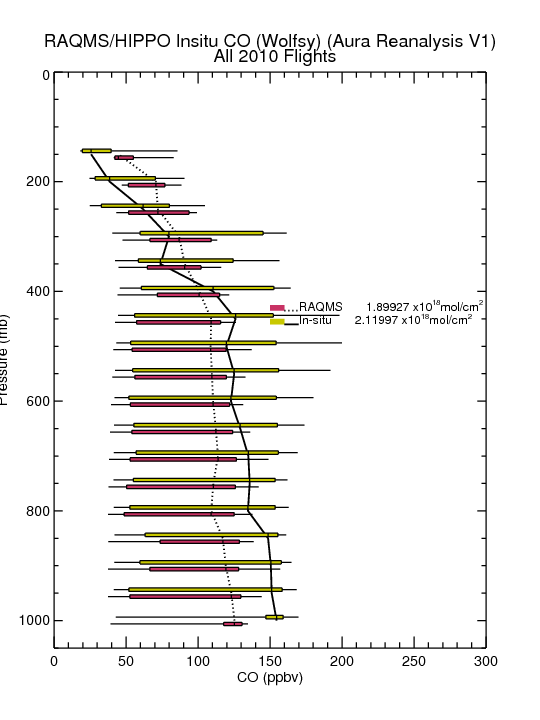 RAQMS/HIPPO Insitu CO (Wolfsy) (Aura Reanalysis V1)
All 2010 Flights
0
200
400
600
800
1000
Pressure (mb)
RAQMS 1.89927 x10¹⁸mol/cm²
In-situ 2.11997 x10¹⁸mol/cm²
0 50 100 150 200 250 300
CO (ppbv)